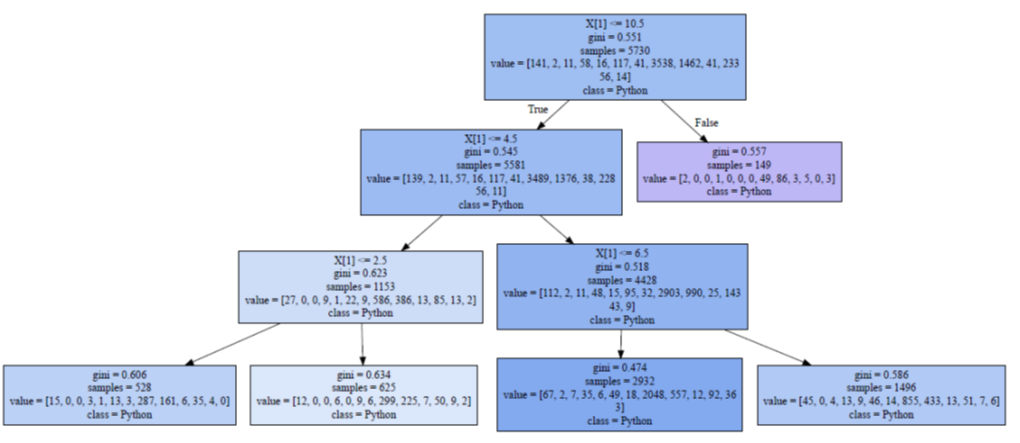 X[1] <= 10.5
gini = 0.551
samples = 5730
value = [141, 2, 11, 58, 16, 117, 41, 3538, 1462, 41, 233
56, 14]
class = Python
True
False
X[1] <= 4.5
gini = 0.545
samples = 5581
value = [139, 2, 11, 57, 16, 117, 41, 3489, 1376, 38, 228
56, 11]
class = Python
gini = 0.557
samples = 149
value = [2, 0, 0, 1, 0, 0, 0, 49, 86, 3, 5, 0, 3]
class = Python
X[1] <= 2.5
gini = 0.623
samples = 1153
value = [27, 0, 0, 9, 1, 22, 9, 586, 386, 13, 85, 13, 2]
class = Python
X[1] <= 6.5
gini = 0.518
samples = 4428
value = [112, 2, 11, 48, 15, 95, 32, 2903, 990, 25, 143
43, 9]
class = Python
gini = 0.606
samples = 528
value = [15, 0, 0, 3, 1, 13, 3, 287, 161, 6, 35, 4, 0]
class = Python
gini = 0.634
samples = 625
value = [12, 0, 0, 6, 0, 9, 6, 299, 225, 7, 50, 9, 2]
class = Python
gini = 0.474
samples = 2932
value = [67, 2, 7, 35, 6, 49, 18, 2048, 557, 12, 92, 36
3]
class = Python
gini = 0.586
samples = 1496
value = [45, 0, 4, 13, 9, 46, 14, 855, 433, 13, 51, 7, 6]
class = Python